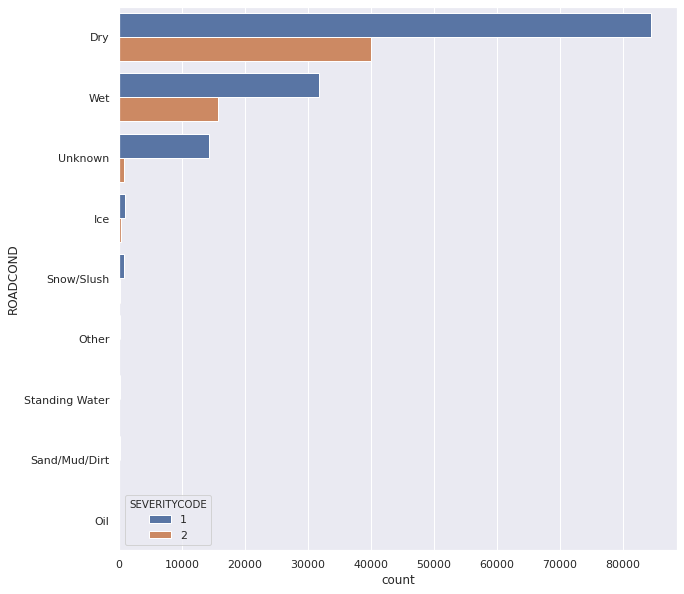 Dry
Wet
Unknown
Ice
Snow/Slush
Other
Standing Water
Sand/Mud/Dirt
Oil
ROADCOND
SEVERITYCODE
1
2
0 10000 20000 30000 40000 50000 60000 70000 80000
count